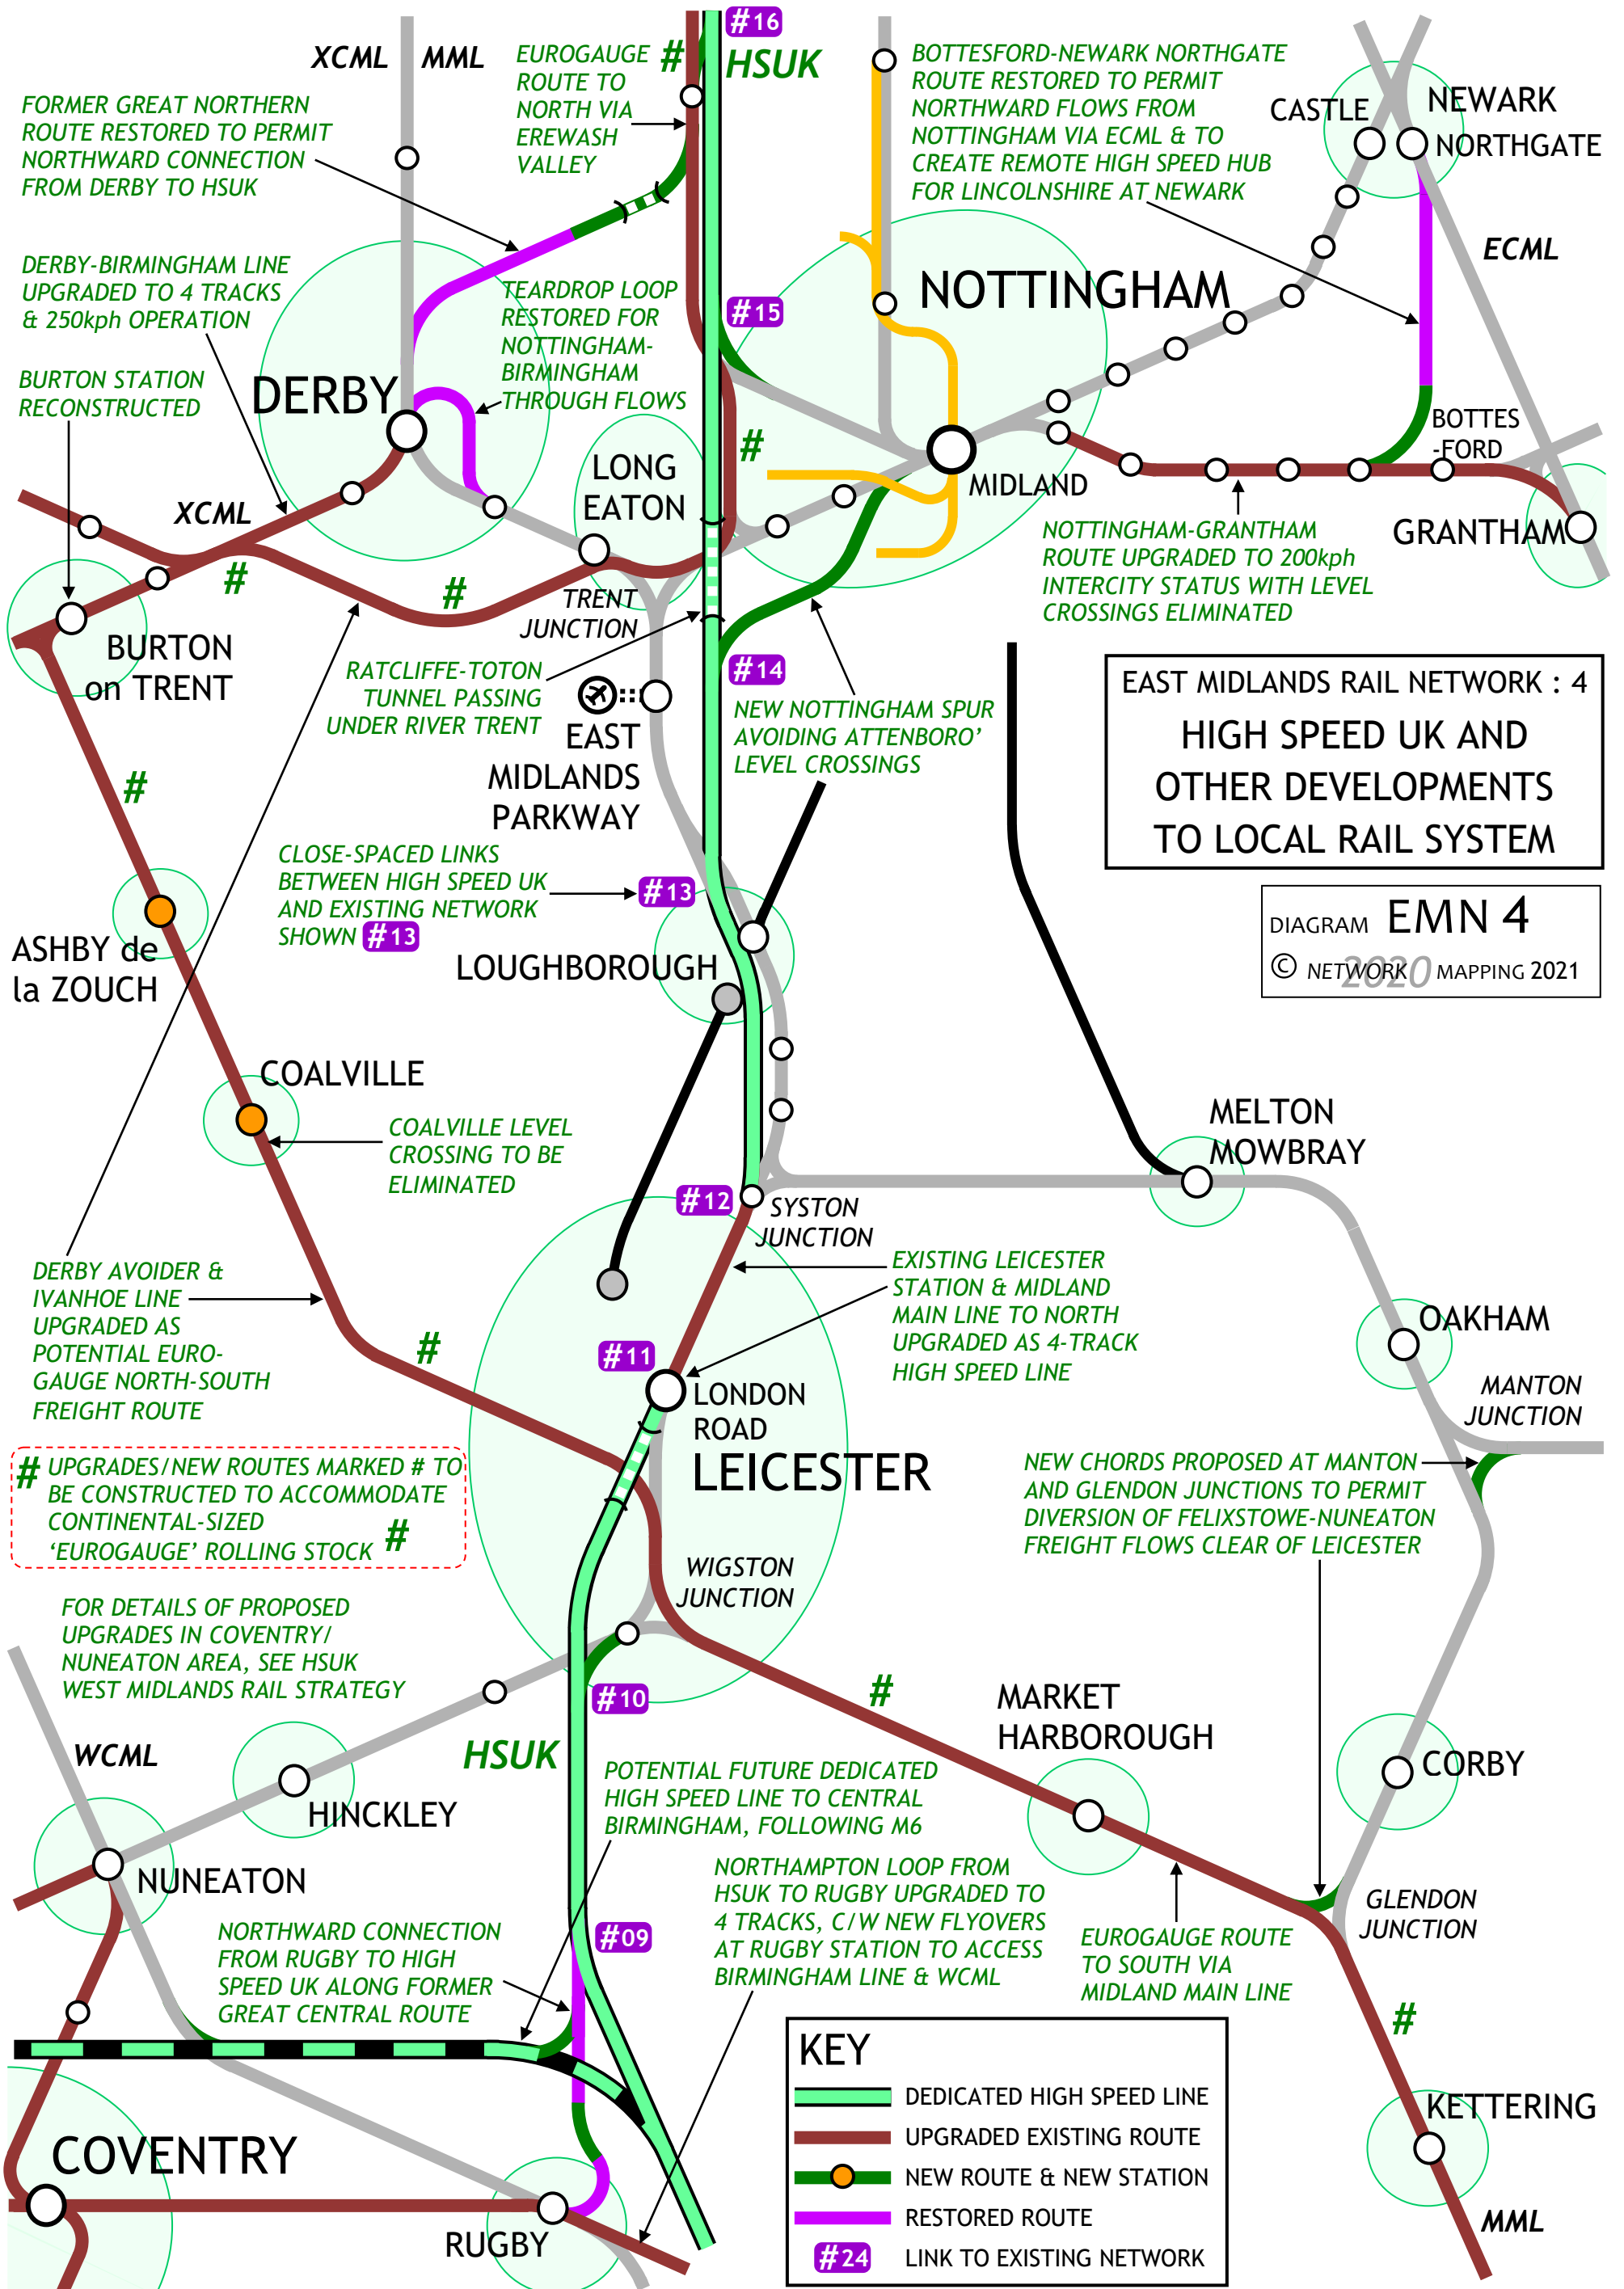 #16
XCML
MML
EUROGAUGE #
ROUTE TO
NORTH VIA
EREWASH
VALLEY
HSUK
BOTTESFORD-NEWARK NORTHGATE
ROUTE RESTORED TO PERMIT
NORTHWARD FLOWS FROM
NOTTINGHAM VIA ECML & TO
CREATE REMOTE HIGH SPEED HUB
FOR LINCOLNSHIRE AT NEWARK
CASTLE
NEWARK
NORTHGATE
FORMER GREAT NORTHERN
ROUTE RESTORED TO PERMIT
NORTHWARD CONNECTION
FROM DERBY TO HSUK
ECML
DERBY-BIRMINGHAM LINE
UPGRADED TO 4 TRACKS
& 250kph OPERATION
TEARDROP LOOP
RESTORED FOR
NOTTINGHAM-
BIRMINGHAM
THROUGH FLOWS
#15
NOTTINGHAM
BURTON STATION
RECONSTRUCTED
DERBY
LONG
EATON
#
MIDLAND
BOTTES
-FORD
XCML
GRANTHAM
NOTTINGHAM-GRANTHAM
ROUTE UPGRADED TO 200kph
INTERCITY STATUS WITH LEVEL
CROSSINGS ELIMINATED
#
#
TRENT
JUNCTION
BURTON
on TRENT
RATCLIFFE-TOTON
TUNNEL PASSING
UNDER RIVER TRENT
#14
EAST
MIDLANDS
PARKWAY
NEW NOTTINGHAM SPUR
AVOIDING ATTENBORO’
LEVEL CROSSINGS
EAST MIDLANDS RAIL NETWORK : 4
HIGH SPEED UK AND
OTHER DEVELOPMENTS
TO LOCAL RAIL SYSTEM
#
CLOSE-SPACED LINKS
BETWEEN HIGH SPEED UK
AND EXISTING NETWORK
SHOWN #13
#13
DIAGRAM EMN 4
© NETWORK 2020 MAPPING 2021
ASHBY de
la ZOUCH
LOUGHBOROUGH
COALVILLE
COALVILLE LEVEL
CROSSING TO BE
ELIMINATED
MELTON
MOWBRAY
#12
SYSTON
JUNCTION
DERBY AVOIDER &
IVANHOE LINE
UPGRADED AS
POTENTIAL EURO-
GAUGE NORTH-SOUTH
FREIGHT ROUTE
EXISTING LEICESTER
STATION & MIDLAND
MAIN LINE TO NORTH
UPGRADED AS 4-TRACK
HIGH SPEED LINE
OAKHAM
#
#11
LONDON
ROAD
LEICESTER
MANTON
JUNCTION
# UPGRADES/NEW ROUTES MARKED # TO
BE CONSTRUCTED TO ACCOMMODATE
CONTINENTAL-SIZED
‘EUROGAUGE’ ROLLING STOCK #
NEW CHORDS PROPOSED AT MANTON
AND GLENDON JUNCTIONS TO PERMIT
DIVERSION OF FELIXSTOWE-NUNEATON
FREIGHT FLOWS CLEAR OF LEICESTER
WIGSTON
JUNCTION
FOR DETAILS OF PROPOSED
UPGRADES IN COVENTRY/
NUNEATON AREA, SEE HSUK
WEST MIDLANDS RAIL STRATEGY
#10
#
MARKET
HARBOROUGH
WCML
HSUK
CORBY
HINCKLEY
POTENTIAL FUTURE DEDICATED
HIGH SPEED LINE TO CENTRAL
BIRMINGHAM, FOLLOWING M6
NUNEATON
NORTHAMPTON LOOP FROM
HSUK TO RUGBY UPGRADED TO
4 TRACKS, C/W NEW FLYOVERS
AT RUGBY STATION TO ACCESS
BIRMINGHAM LINE & WCML
GLENDON
JUNCTION
NORTHWARD CONNECTION
FROM RUGBY TO HIGH
SPEED UK ALONG FORMER
GREAT CENTRAL ROUTE
#09
EUROGAUGE ROUTE
TO SOUTH VIA
MIDLAND MAIN LINE
#
KEY
DEDICATED HIGH SPEED LINE
UPGRADED EXISTING ROUTE
NEW ROUTE & NEW STATION
RESTORED ROUTE
#24 LINK TO EXISTING NETWORK
KETTERING
COVENTRY
RUGBY
MML